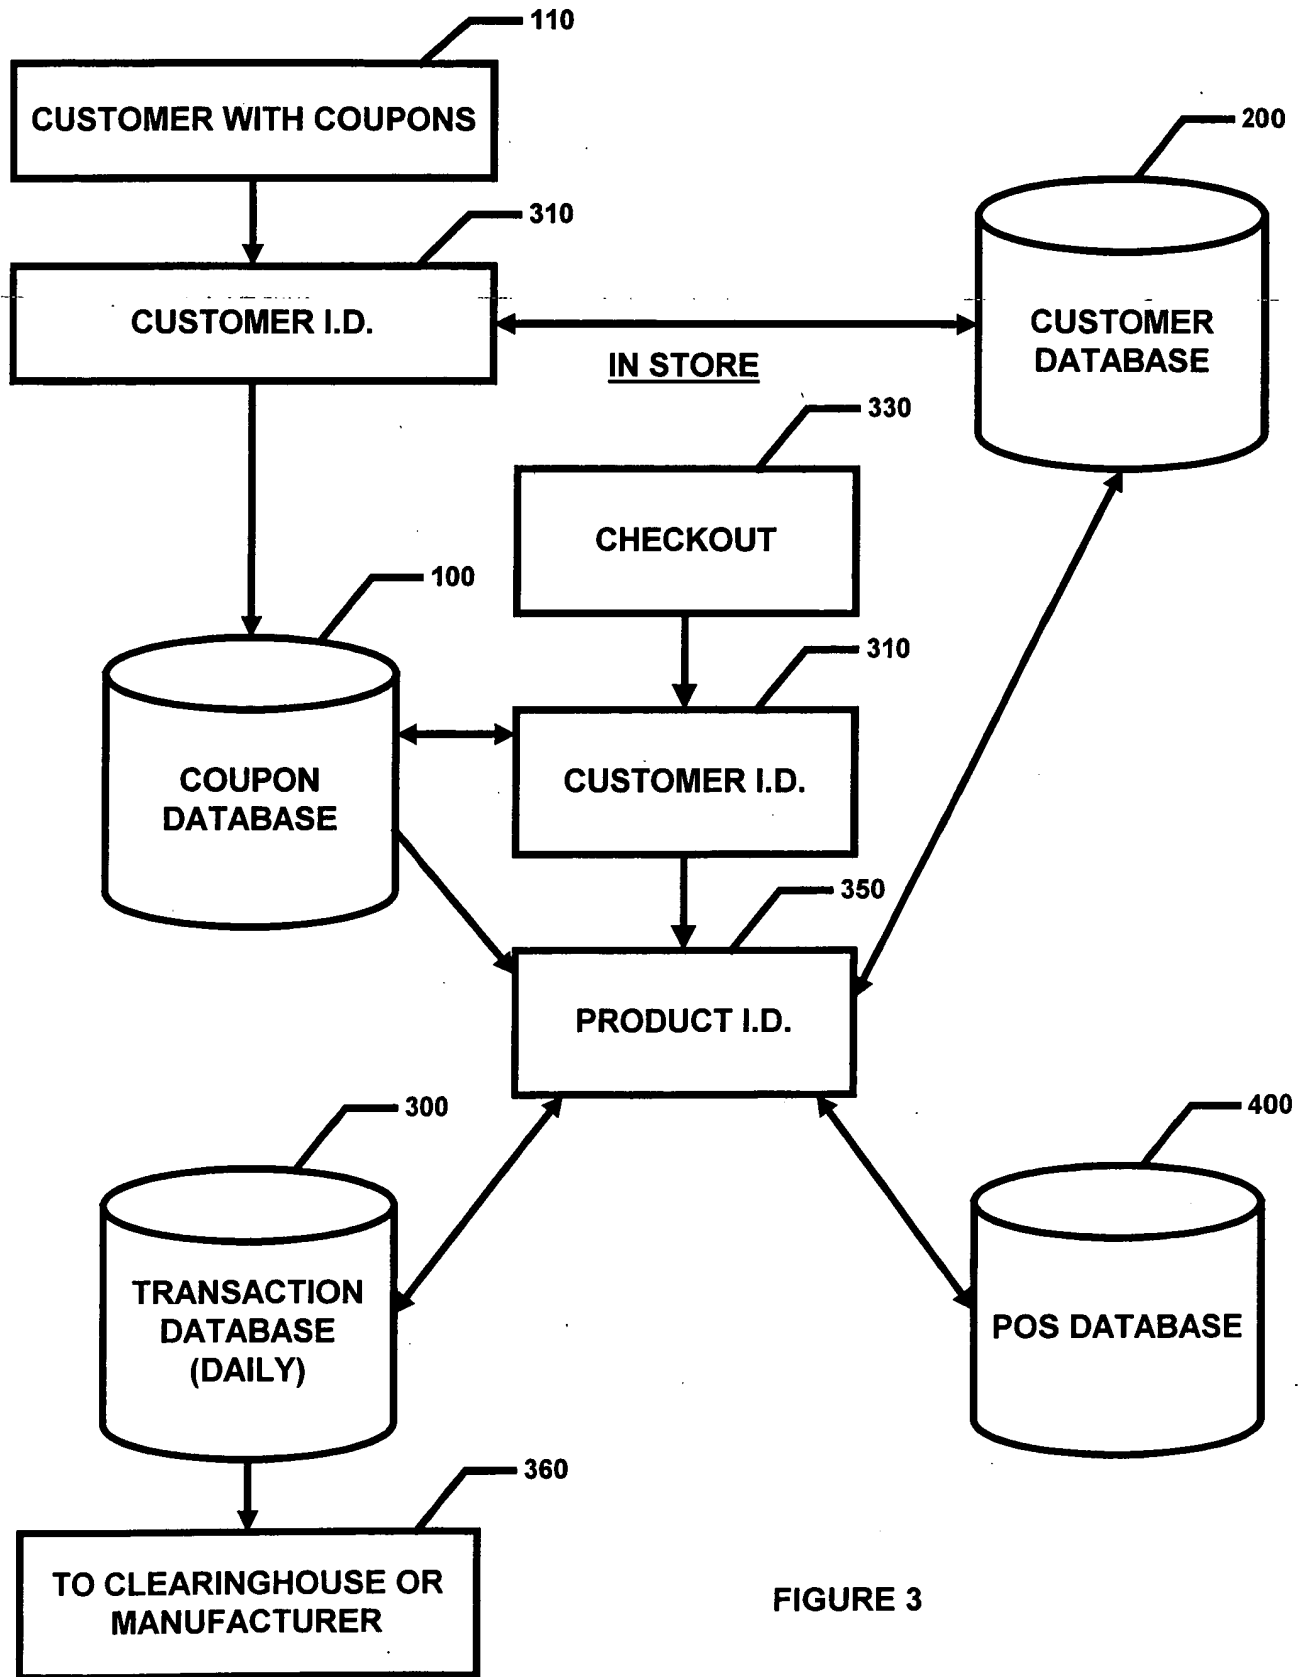 110
CUSTOMER WITH COUPONS
200
310
CUSTOMER I.D.
CUSTOMER
DATABASE
IN STORE
330
CHECKOUT
100
310
COUPON
DATABASE
CUSTOMER I.D.
350
PRODUCT I.D.
300
400
TRANSACTION
DATABASE
(DAILY)
POS DATABASE
360
TO CLEARINGHOUSE OR
MANUFACTURER
FIGURE 3